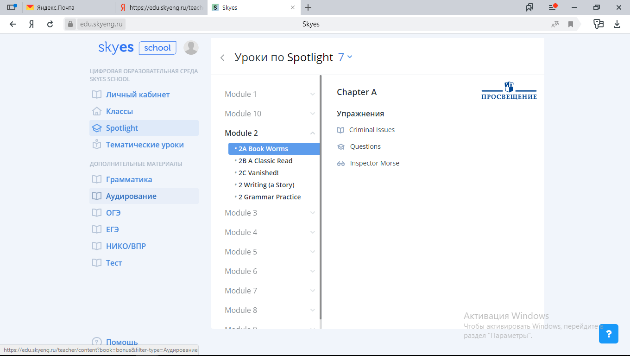 Яндекс.Почта
https://edu.skyeng.ru/teach
Skyes
edu.skyeng.ru
Skyes
skyes school
ЦИФРОВАЯ ОБРАЗОВАТЕЛЬНАЯ СРЕДА
SKYES SCHOOL
Личный кабинет
Классы
Spotlight
Тематические уроки
ДОПОЛНИТЕЛЬНЫЕ МАТЕРИАЛЫ
Грамматика
Аудирование
ОГЭ
ЕГЭ
НИКО/ВПР
Тест
Помощь
https://edu.skyeng.ru/teacher/content?book=bonus&filter-type=Аудирование
Уроки по Spotlight 7
Module 1
Module 10
Module 2
• 2A Book Worms
• 2B A Classic Read
• 2C Vanished!
• 2 Writing (a Story)
• 2 Grammar Practice
Module 3
Module 4
Module 5
Module 6
Module 7
Module 8
Chapter A
ПРОСВЕЩЕНИЕ
Упражнения
Criminal Issues
Questions
Inspector Morse
Активация Windows
Чтобы активировать Windows, перейдите в
раздел "Параметры".
?